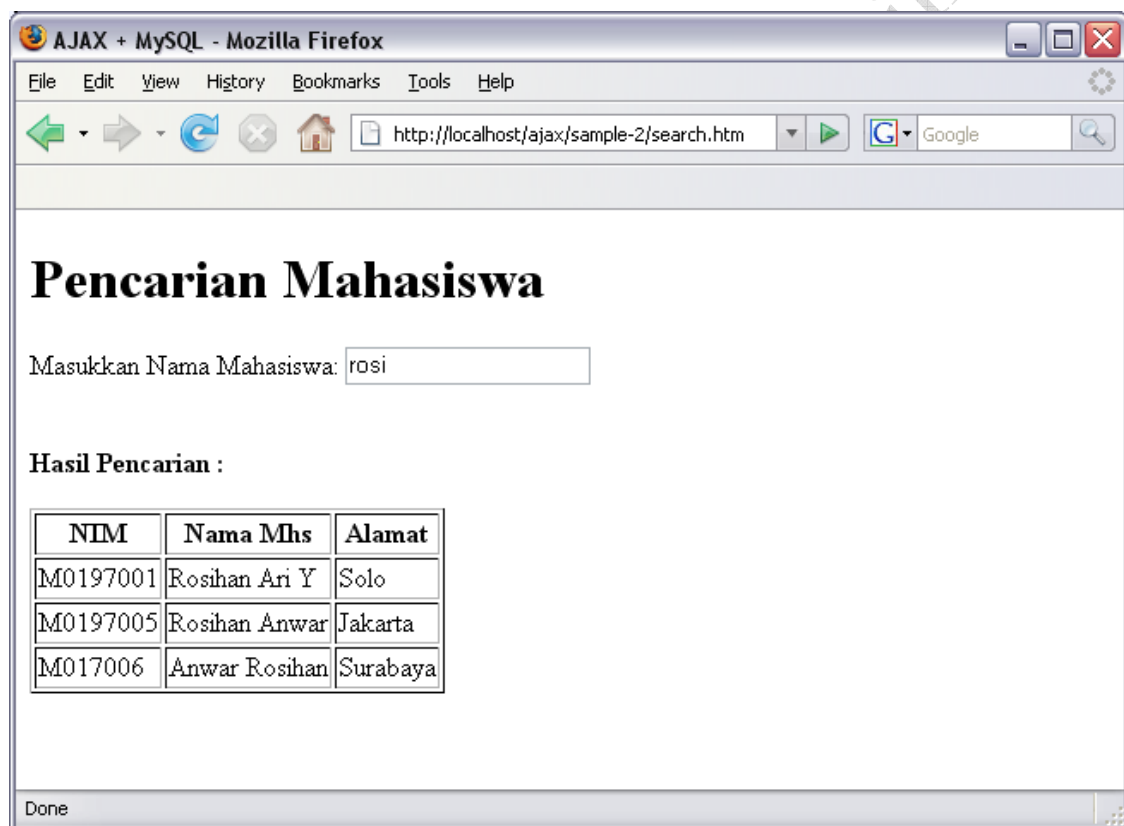 AJAX + MySQL - Mozilla Firefox
File Edit View History Bookmarks Tools Help
http://localhost/ajax/sample-2/search.htm G Google
Pencarian Mahasiswa
Masukkan Nama Mahasiswa: rosi
Hasil Pencarian :
NIM Nama Mhs Alamat
M0197001 Rosihan Ari Y Solo
M0197005 Rosihan Anwar Jakarta
M017006 Anwar Rosihan Surabaya
Done